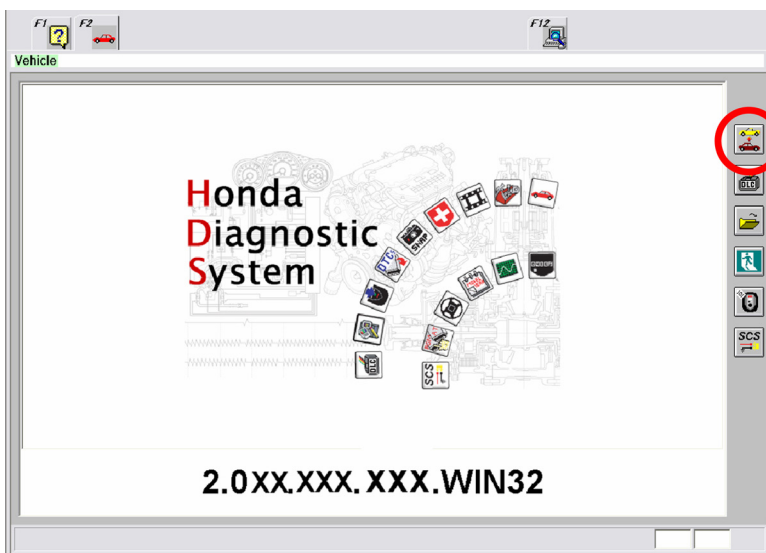 F1
F2
F12
?
Vehicle
Honda
Diagnostic
System
SNAP
DTC
DLC
SCS
2.0XX.XXX. XXX.WIN32
DLC
SCS